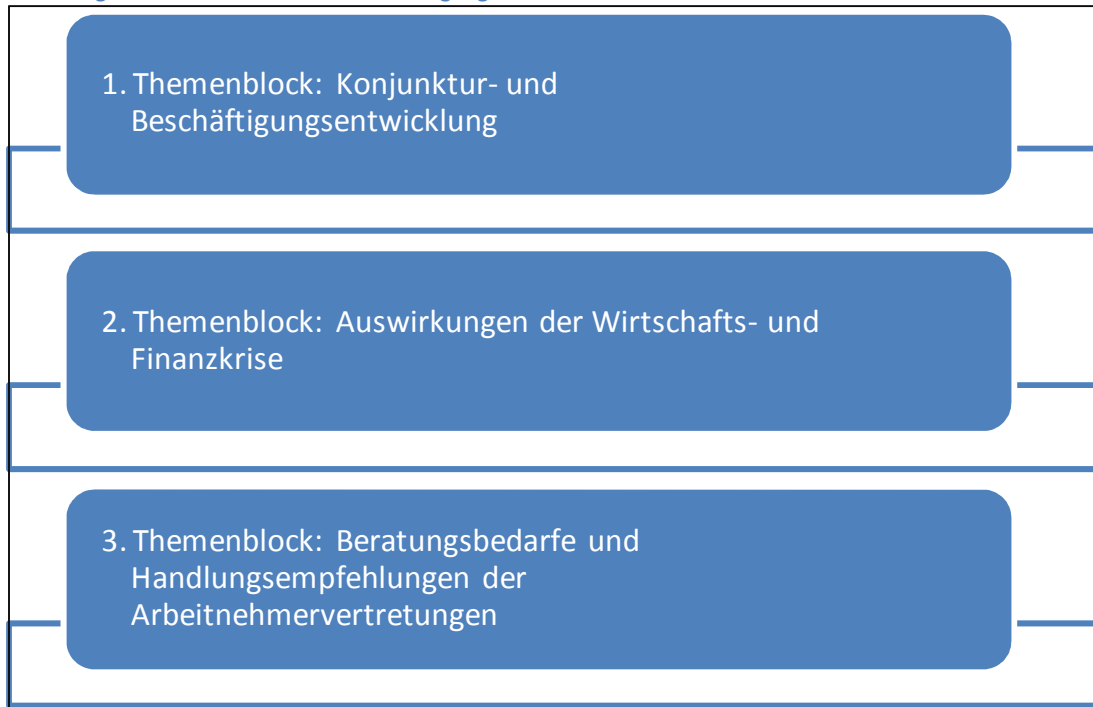 1. Themenblock: Konjunktur- und
Beschäftigungsentwicklung
2. Themenblock: Auswirkungen der Wirtschafts- und
Finanzkrise
3. Themenblock: Beratungsbedarfe und
Handlungsempfehlungen der
Arbeitnehmervertretungen